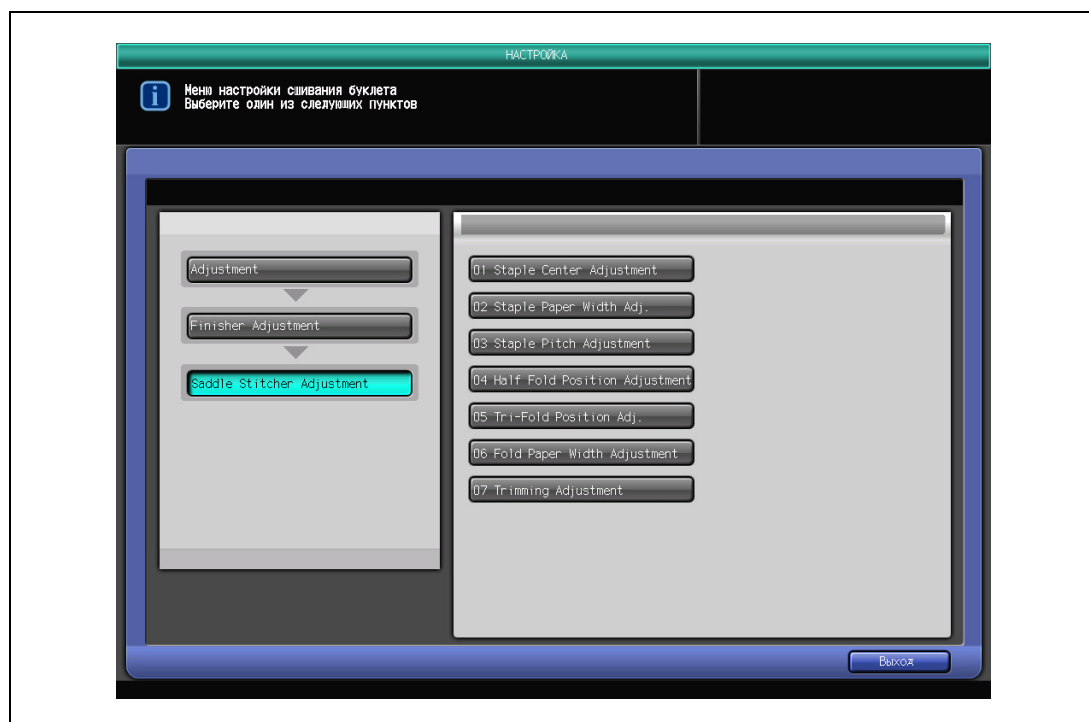 НАСТРОЙКА
Меню настройки сшивания буклета
Выберите один из следующих пунктов
Adjustment
Finisher Adjustment
Saddle Stitcher Adjustment
01 Staple Center Adjustment
02 Staple Paper Width Adj.
03 Staple Pitch Adjustment
04 Half Fold Position Adjustment
05 Tri-Fold Position Adj.
06 Fold Paper Width Adjustment
07 Trimming Adjustment
Выход